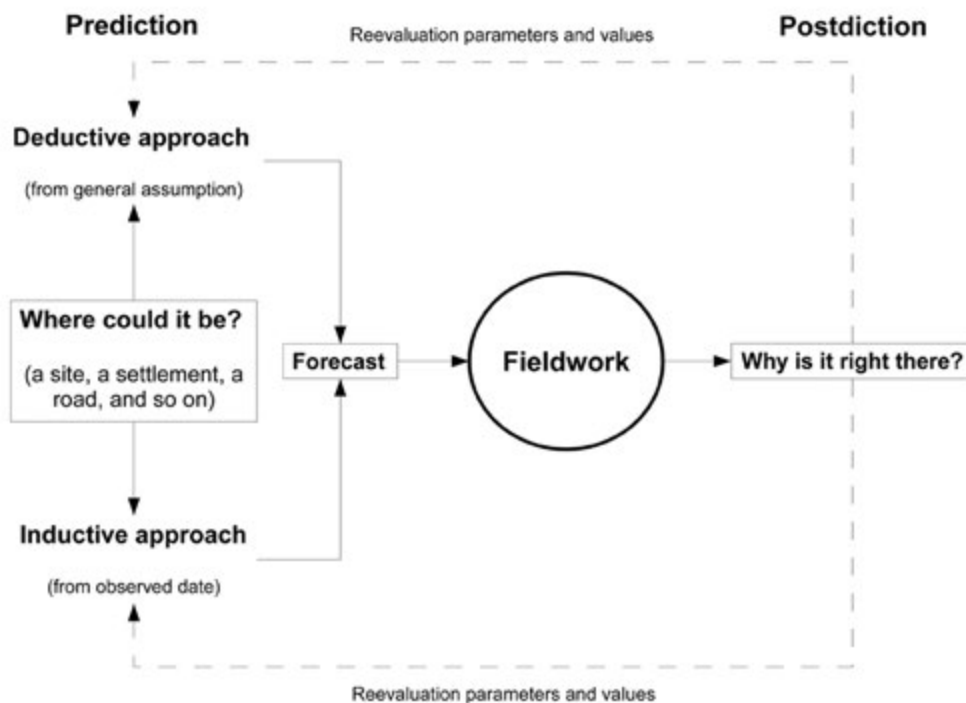 Prediction
Reevaluation parameters and values
Postdiction
Deductive approach
(from general assumption)
Where could it be?
(a site, a settlement, a
road, and so on)
Forecast
Fieldwork
Why is it right there?
Inductive approach
(from observed date)
Reevaluation parameters and values